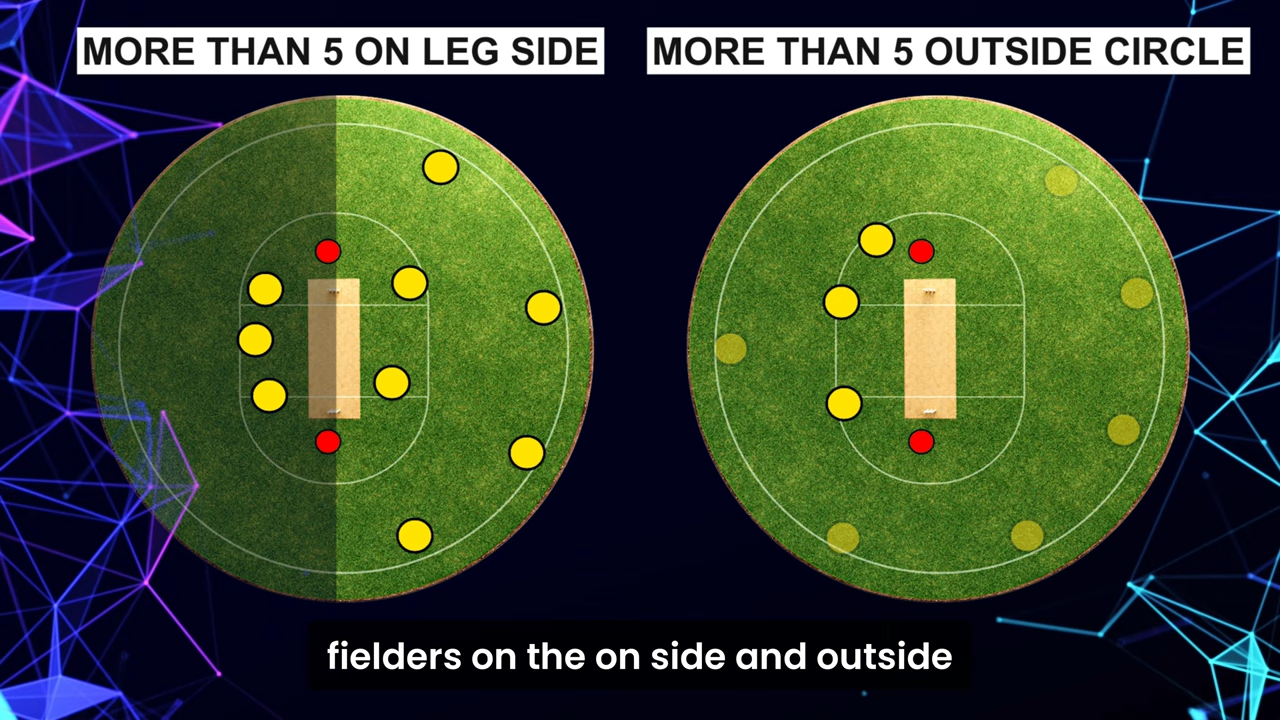 MORE THAN 5 ON LEG SIDE
MORE THAN 5 OUTSIDE CIRCLE
fielders on the on side and outside